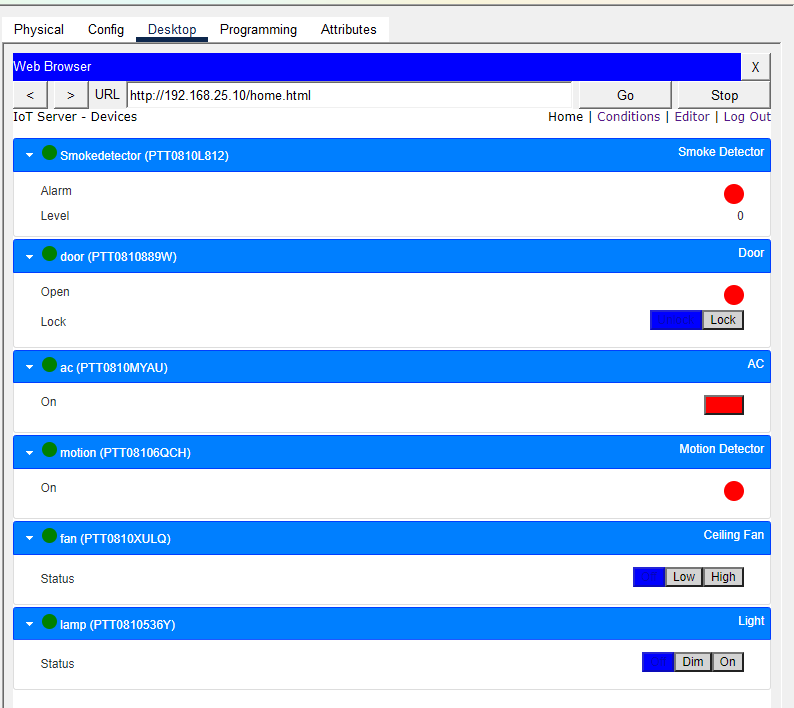 Physical Config Desktop Programming Attributes
Web Browser X
< > URL http://192.168.25.10/home.html Go Stop
IoT Server - Devices Home | Conditions | Editor | Log Out
Smokedetector (PTT0810L812) Smoke Detector
Alarm
Level 0
door (PTT0810889W) Door
Open
Lock Lock
ac (PTT0810MYAU) AC
On
motion (PTT08106QCH) Motion Detector
On
fan (PTT0810XULQ) Ceiling Fan
Status Low High
lamp (PTT0810536Y) Light
Status Dim On